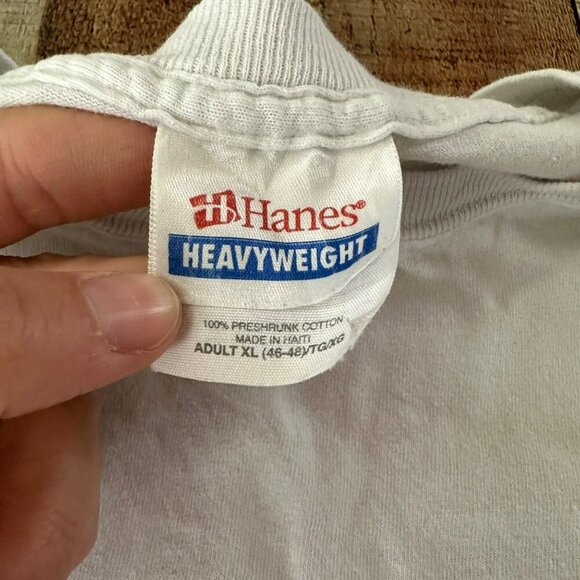 Hanes®
HEAVYWEIGHT
100% PRESHRUNK COTTON
MADE IN HAITI
ADULT XL (46-48)/TG/XG